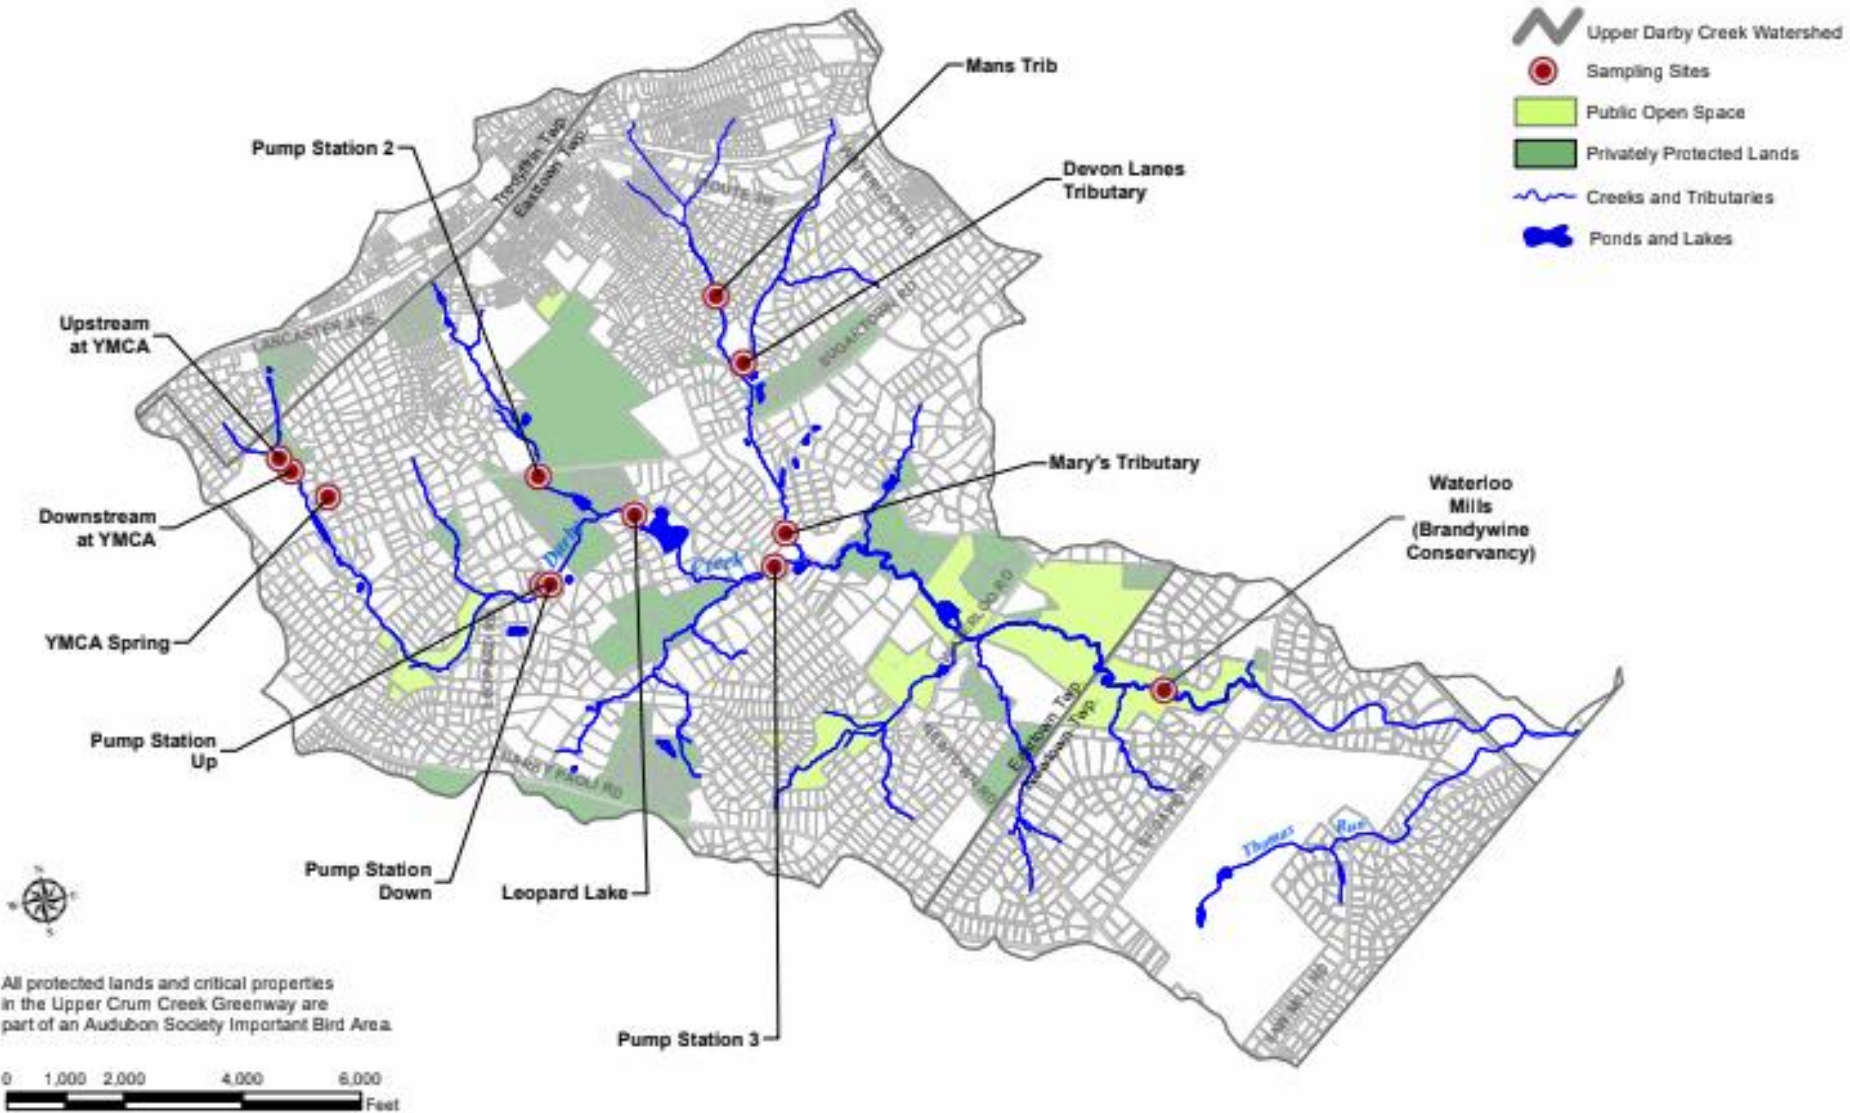 Mans Trib
Upper Darby Creek Watershed
Sampling Sites
Public Open Space
Privately Protected Lands
Creeks and Tributaries
Ponds and Lakes
Pump Station 2
Tredyffrin Twp.
Easttown Twp.
Devon Lanes
Tributary
SUGARTOWN RD
LANCASTER AVE
Upstream
at YMCA
Mary's Tributary
Waterloo
Mills
(Brandywine
Conservancy)
Downstream
at YMCA
Darby
Creek
YMCA Spring
Pump Station
Up
Easttown Twp.
Newtown Twp.
DARBY PAOLI RD
NEWTOWN RD
Thomas
Run
Pump Station
Down
Leopard Lake
Pump Station 3
All protected lands and critical properties
in the Upper Crum Creek Greenway are
part of an Audubon Society Important Bird Area.
0 1,000 2,000 4,000 6,000
Feet